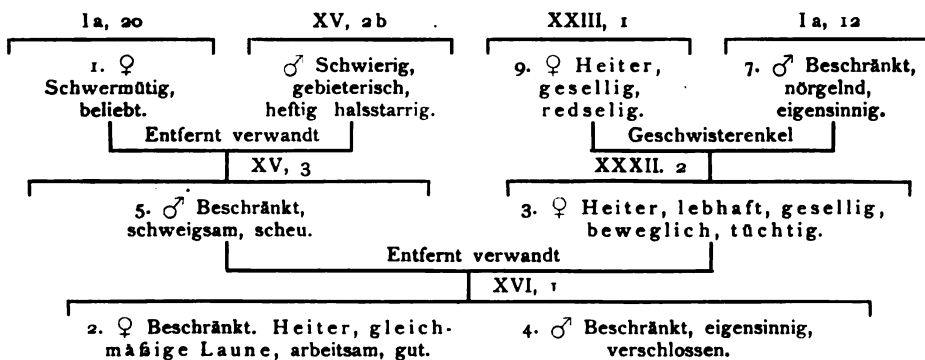 Ia, 20 XV, 2b XXIII, 1 Ia, 12
1. ♀ Schwermütig, beliebt.
♂ Schwierig, gebieterisch, heftig halsstarrig.
9. ♀ Heiter, gesellig, redselig.
7. ♂ Beschränkt, nörgelnd, eigensinnig.
Entfernt verwandt Geschwisterenkel
XV, 3 XXXII. 2
5. ♂ Beschränkt,
schweigsam, scheu.
3. ♀ Heiter, lebhaft, gesellig,
beweglich, tüchtig.
Entfernt verwandt
XVI, 1
2. ♀ Beschränkt. Heiter, gleich-
mäßige Laune, arbeitsam, gut.
4. ♂ Beschränkt, eigensinnig,
verschlossen.